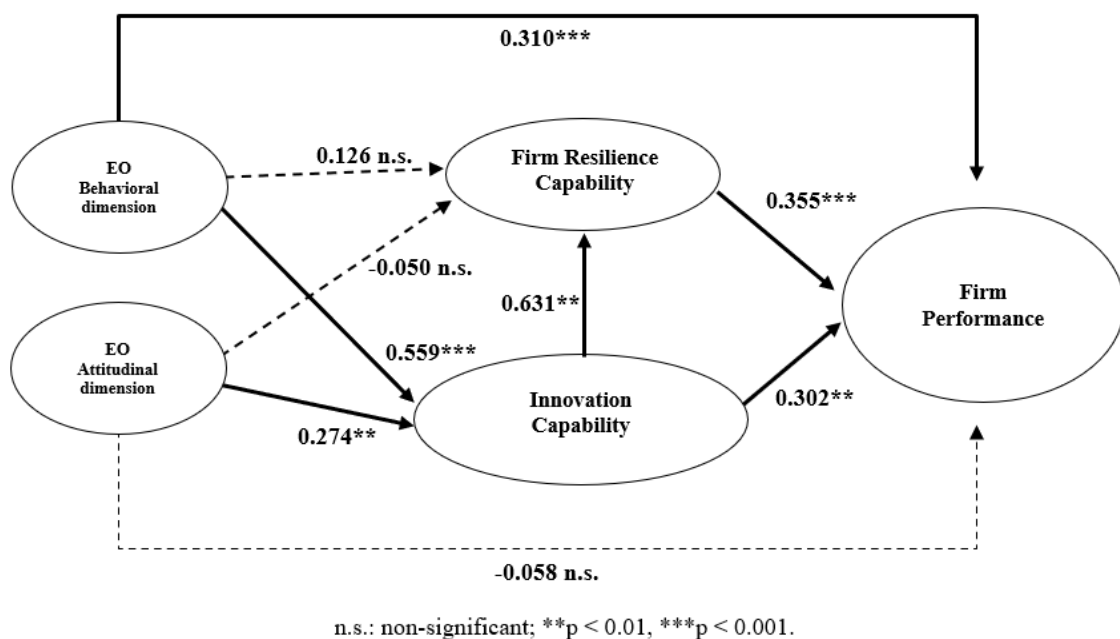 0.310***
EO
Behavioral
dimension
0.126 n.s.
Firm Resilience
Capability
0.355***
-0.050 n.s.
0.631**
Firm
Performance
EO
Attitudinal
dimension
0.559***
Innovation
Capability
0.302**
0.274**
-0.058 n.s.
n.s.: non-significant; **p < 0.01, ***p < 0.001.